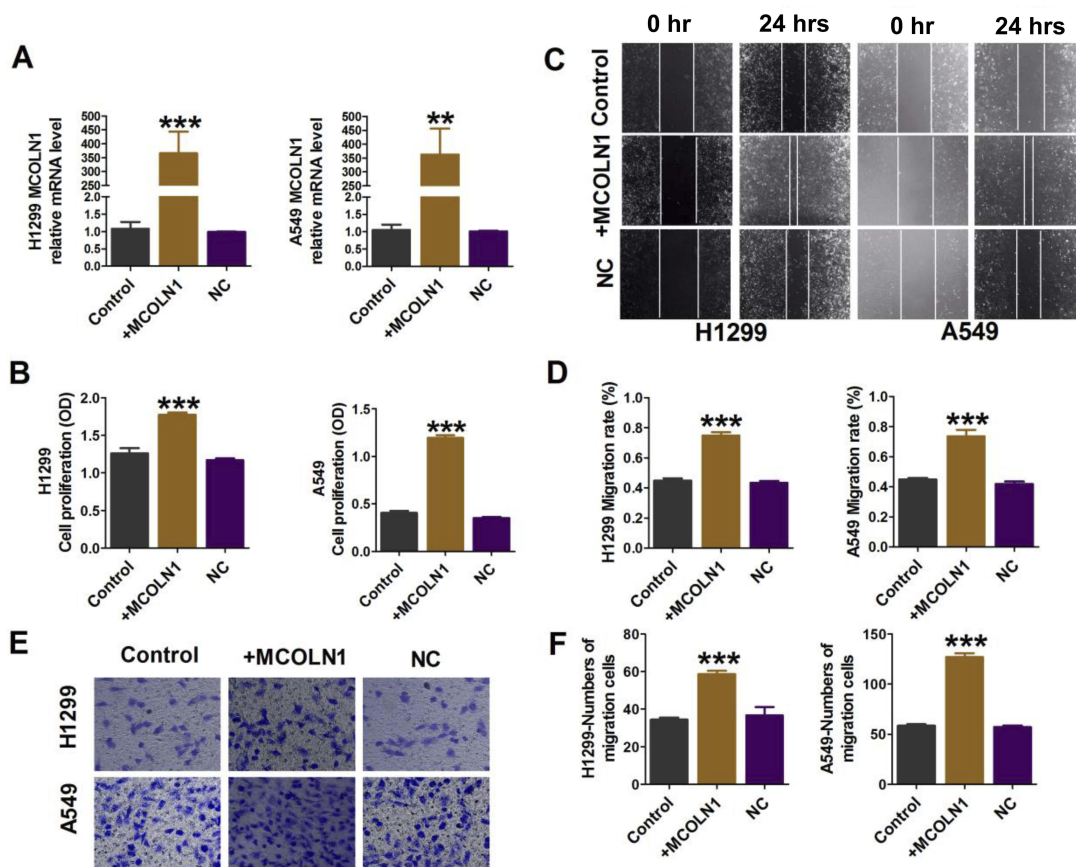 A
H1299 MCOLN1
relative mRNA level
450
400
350
300
250
2.0
1.5
1.0
0.5
0.0
***
Control
+MCOLN1
NC
A549 MCOLN1
relative mRNA level
500
450
400
350
300
250
2.0
1.5
1.0
0.5
0.0
**
Control
+MCOLN1
NC
B
H1299
Cell proliferation (OD)
2.0
1.5
1.0
0.5
0.0
***
Control
+MCOLN1
NC
A549
Cell proliferation (OD)
1.5
1.0
0.5
0.0
***
Control
+MCOLN1
NC
C
0 hr
24 hrs
0 hr
24 hrs
Control
+MCOLN1
NC
H1299
A549
D
H1299 Migration rate (%)
1.0
0.8
0.6
0.4
0.2
0.0
***
Control
+MCOLN1
NC
A549 Migration rate (%)
1.0
0.8
0.6
0.4
0.2
0.0
***
Control
+MCOLN1
NC
E
Control
+MCOLN1
NC
H1299
A549
F
H1299-Numbers of
migration cells
80
60
40
20
0
***
Control
+MCOLN1
NC
A549-Numbers of
migration cells
150
100
50
0
***
Control
+MCOLN1
NC